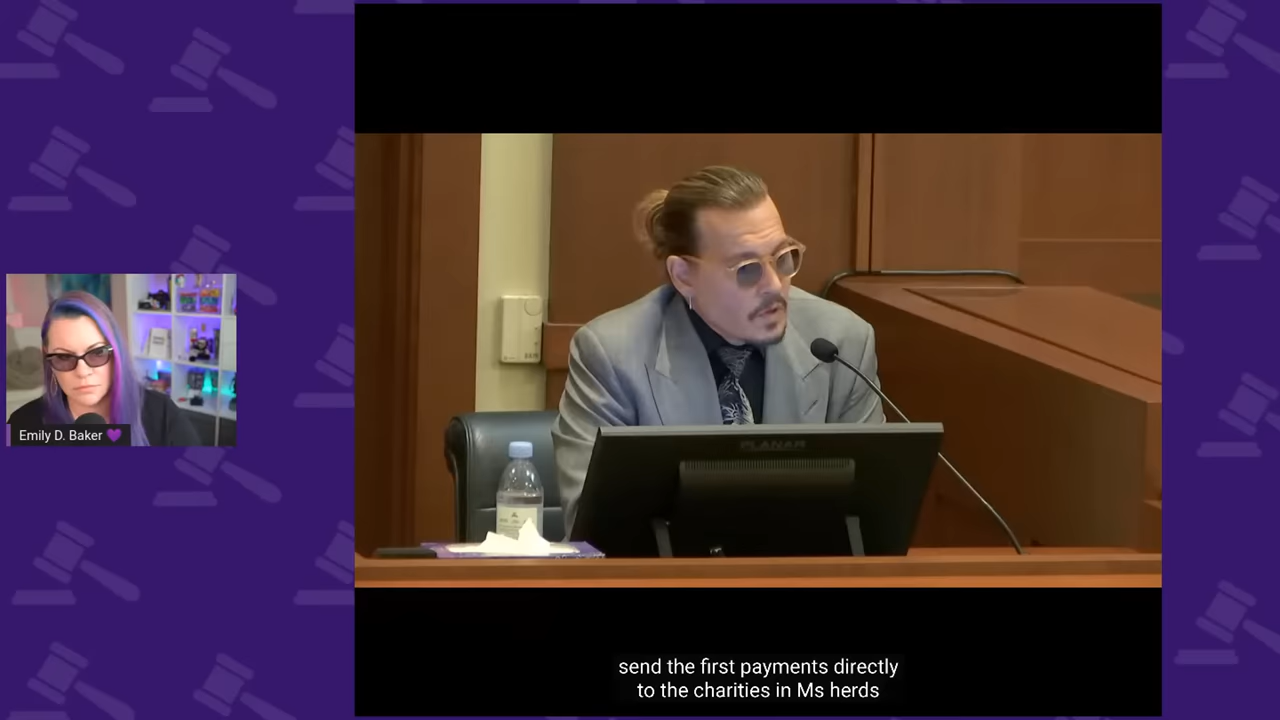 PLANAR
Emily D. Baker 💜
send the first payments directly
to the charities in Ms herds